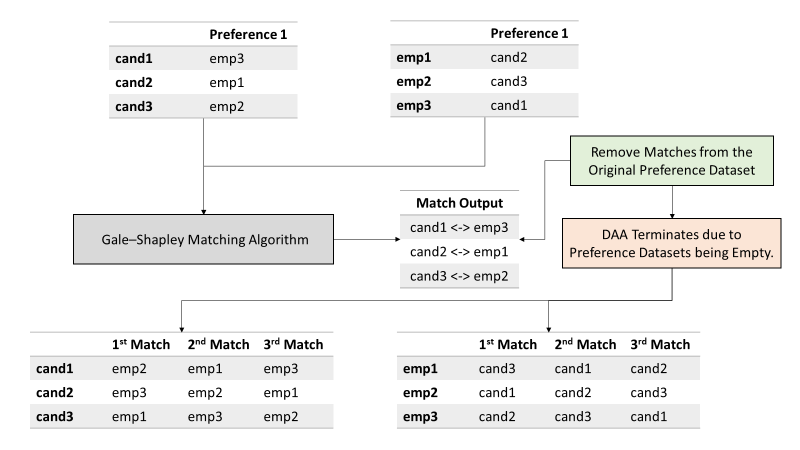 Preference 1
cand1 emp3
cand2 emp1
cand3 emp2
Preference 1
emp1 cand2
emp2 cand3
emp3 cand1
Remove Matches from the
Original Preference Dataset
Match Output
cand1 <-> emp3
cand2 <-> emp1
cand3 <-> emp2
Gale–Shapley Matching Algorithm
DAA Terminates due to
Preference Datasets being Empty.
1st Match 2nd Match 3rd Match
cand1 emp2 emp1 emp3
cand2 emp3 emp2 emp1
cand3 emp1 emp3 emp2
1st Match 2nd Match 3rd Match
emp1 cand3 cand1 cand2
emp2 cand1 cand2 cand3
emp3 cand2 cand3 cand1